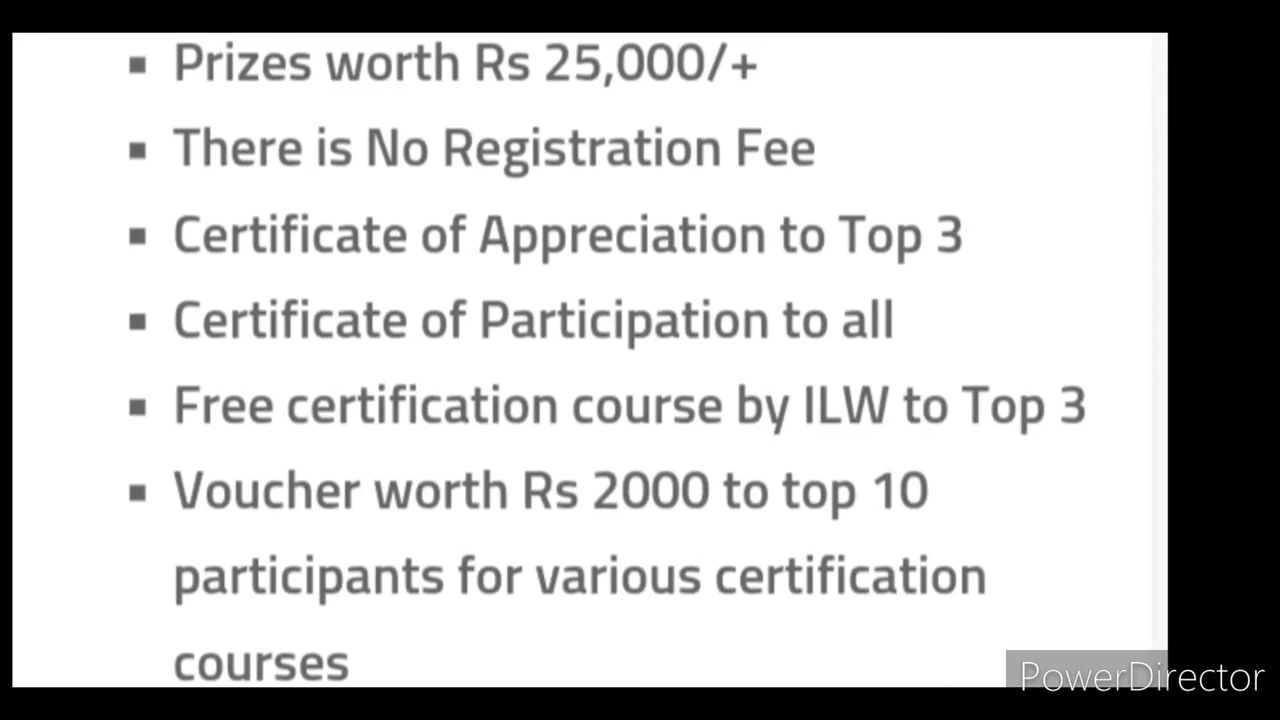 ▪ Prizes worth Rs 25,000/+
▪ There is No Registration Fee
▪ Certificate of Appreciation to Top 3
▪ Certificate of Participation to all
▪ Free certification course by ILW to Top 3
▪ Voucher worth Rs 2000 to top 10
participants for various certification
courses
PowerDirector